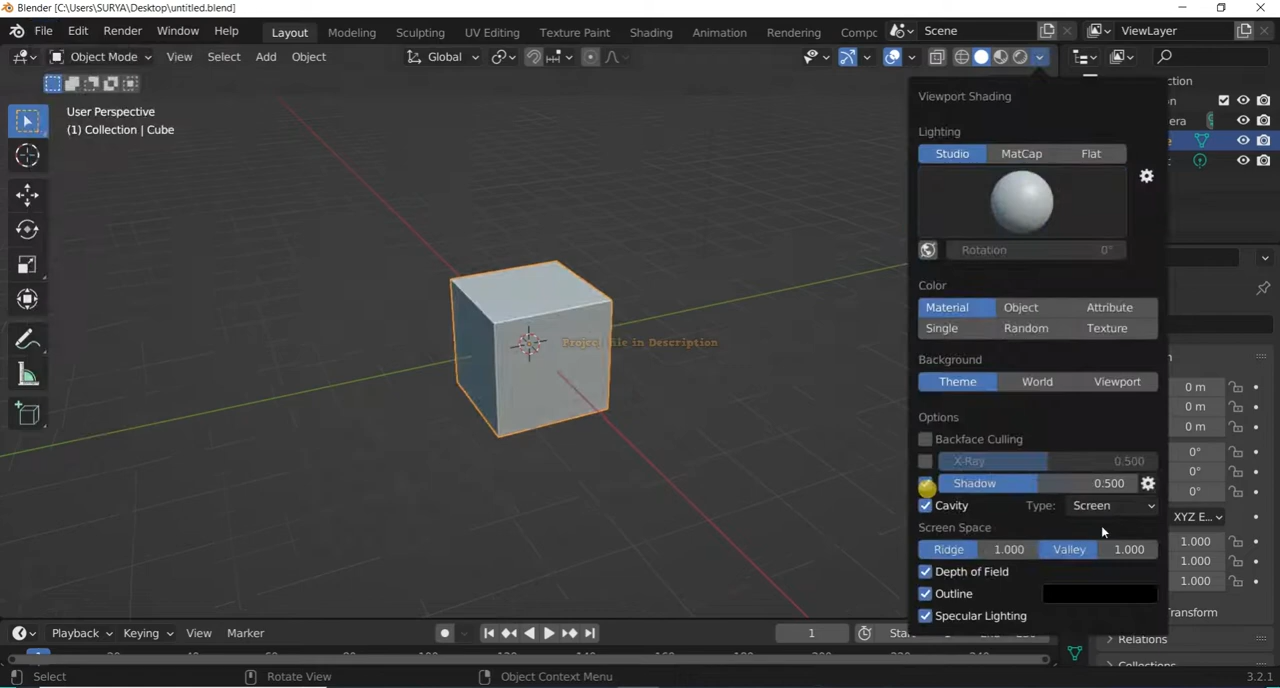 Blender [C:\Users\SURYA\Desktop\untitled.blend]
File Edit Render Window Help Layout Modeling Sculpting UV Editing Texture Paint Shading Animation Rendering Compc Scene ViewLayer
Object Mode View Select Add Object Global
User Perspective
(1) Collection | Cube
Viewport Shading
Lighting
Studio MatCap Flat
Rotation 0°
Color
Material Object Attribute
Single Random Texture
Background
Theme World Viewport
Options
Backface Culling
X-Ray 0.500
Shadow 0.500
Cavity Type: Screen
Screen Space
Ridge 1.000 Valley 1.000
Depth of Field
Outline
Specular Lighting
file in Description
0 m
0 m
0 m
0°
0°
0°
XYZ E...
1.000
1.000
1.000
Transform
Relations
Playback Keying View Marker 1 Start
Select Rotate View Object Context Menu 3.2.1